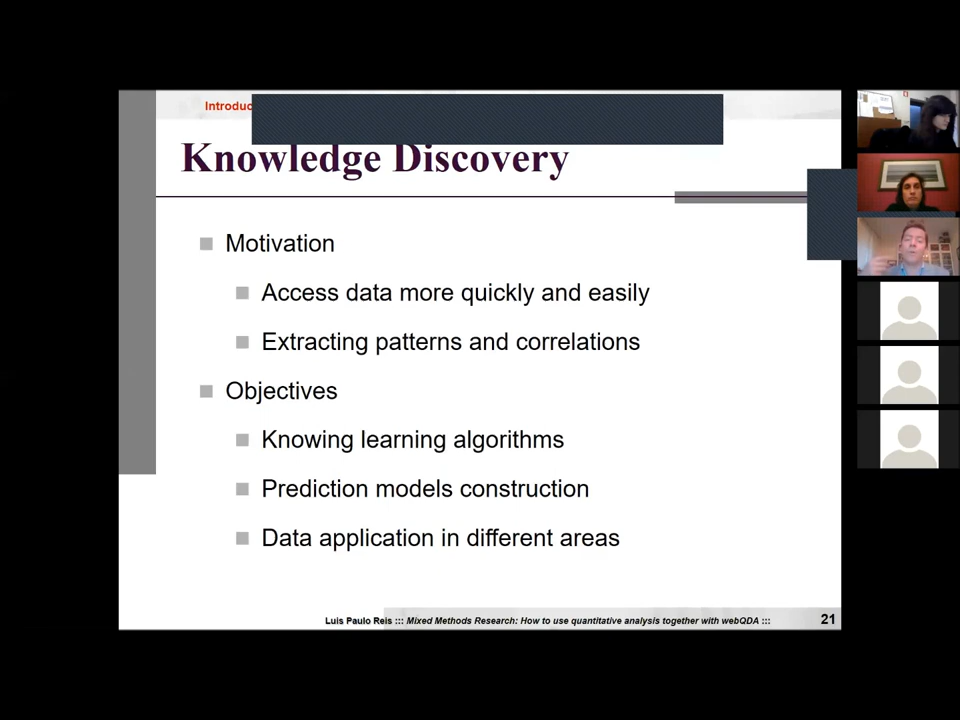 Knowledge Discovery
Motivation
Access data more quickly and easily
Extracting patterns and correlations
Objectives
Knowing learning algorithms
Prediction models construction
Data application in different areas
Luis Paulo Reis ::: Mixed Methods Research: How to use quantitative analysis together with webQDA ::: 21